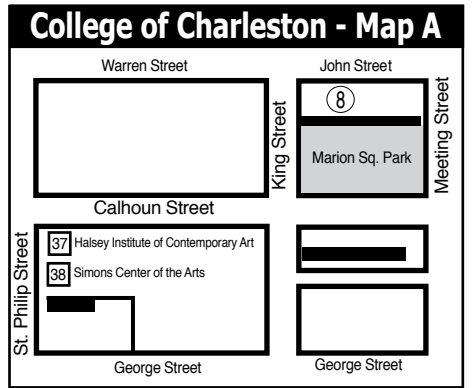 College of Charleston - Map A
Warren Street
John Street
8
King Street
Marion Sq. Park
Meeting Street
Calhoun Street
St. Philip Street
37 Halsey Institute of Contemporary Art
38 Simons Center of the Arts
George Street
George Street